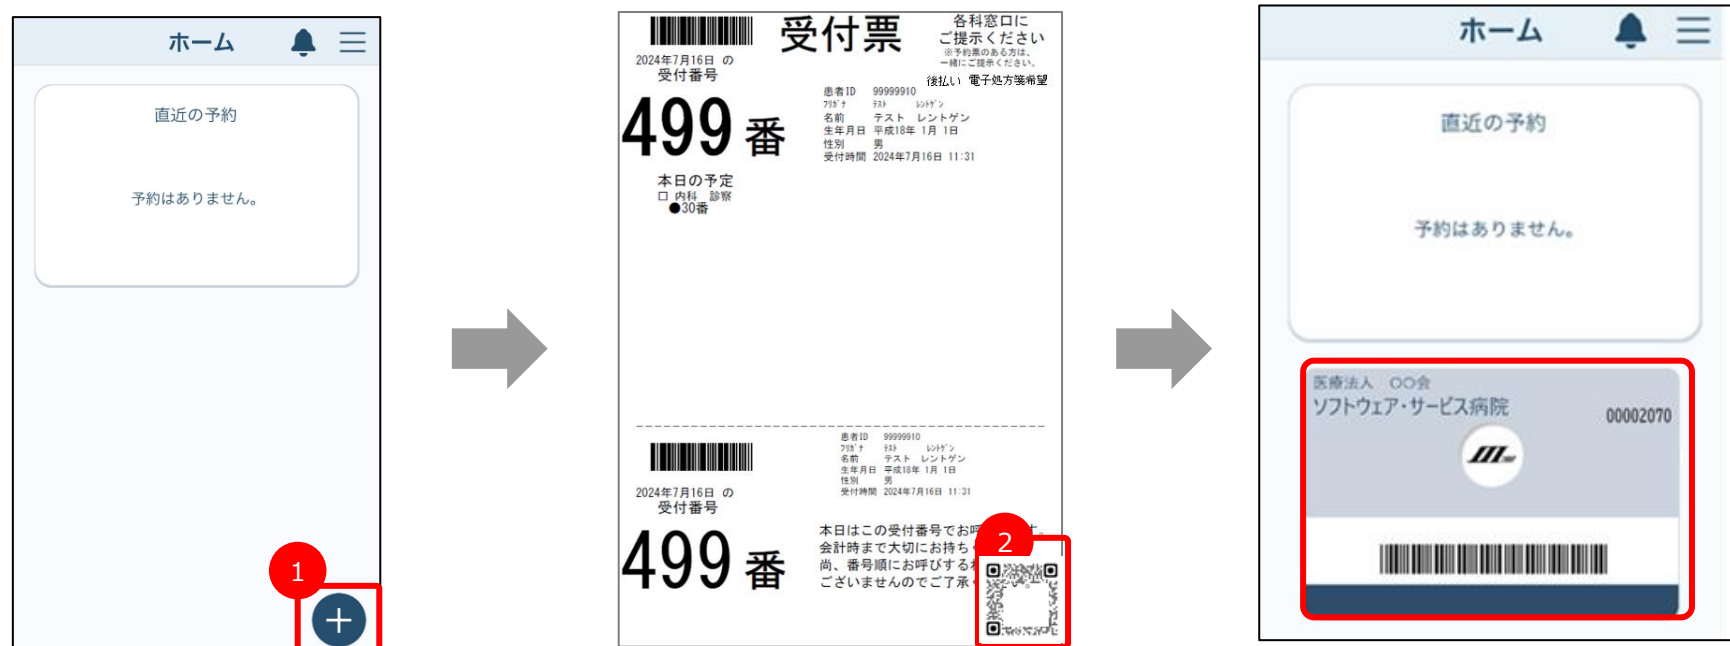 ホーム
直近の予約
予約はありません。
1
+
受付票
各科窓口に
ご提示ください
※予約票のある方は、
一緒にご提示ください。
後払い 電子処方箋希望
2024年7月16日 の
受付番号
499番
患者ID 99999910
フリガナ テスト レントゲン
名前 テスト レントゲン
生年月日 平成18年 1月 1日
性別 男
受付時間 2024年7月16日 11:31
本日の予定
□ 内科 診察
●30番
2024年7月16日 の
受付番号
499番
患者ID 99999910
フリガナ テスト レントゲン
名前 テスト レントゲン
生年月日 平成18年 1月 1日
性別 男
受付時間 2024年7月16日 11:31
本日はこの受付番号でお呼 す。
会計時まで大切にお持ち
尚、番号順にお呼びする
ございませんのでご了承
2
ホーム
直近の予約
予約はありません。
医療法人 〇〇会
ソフトウェア・サービス病院
00002070